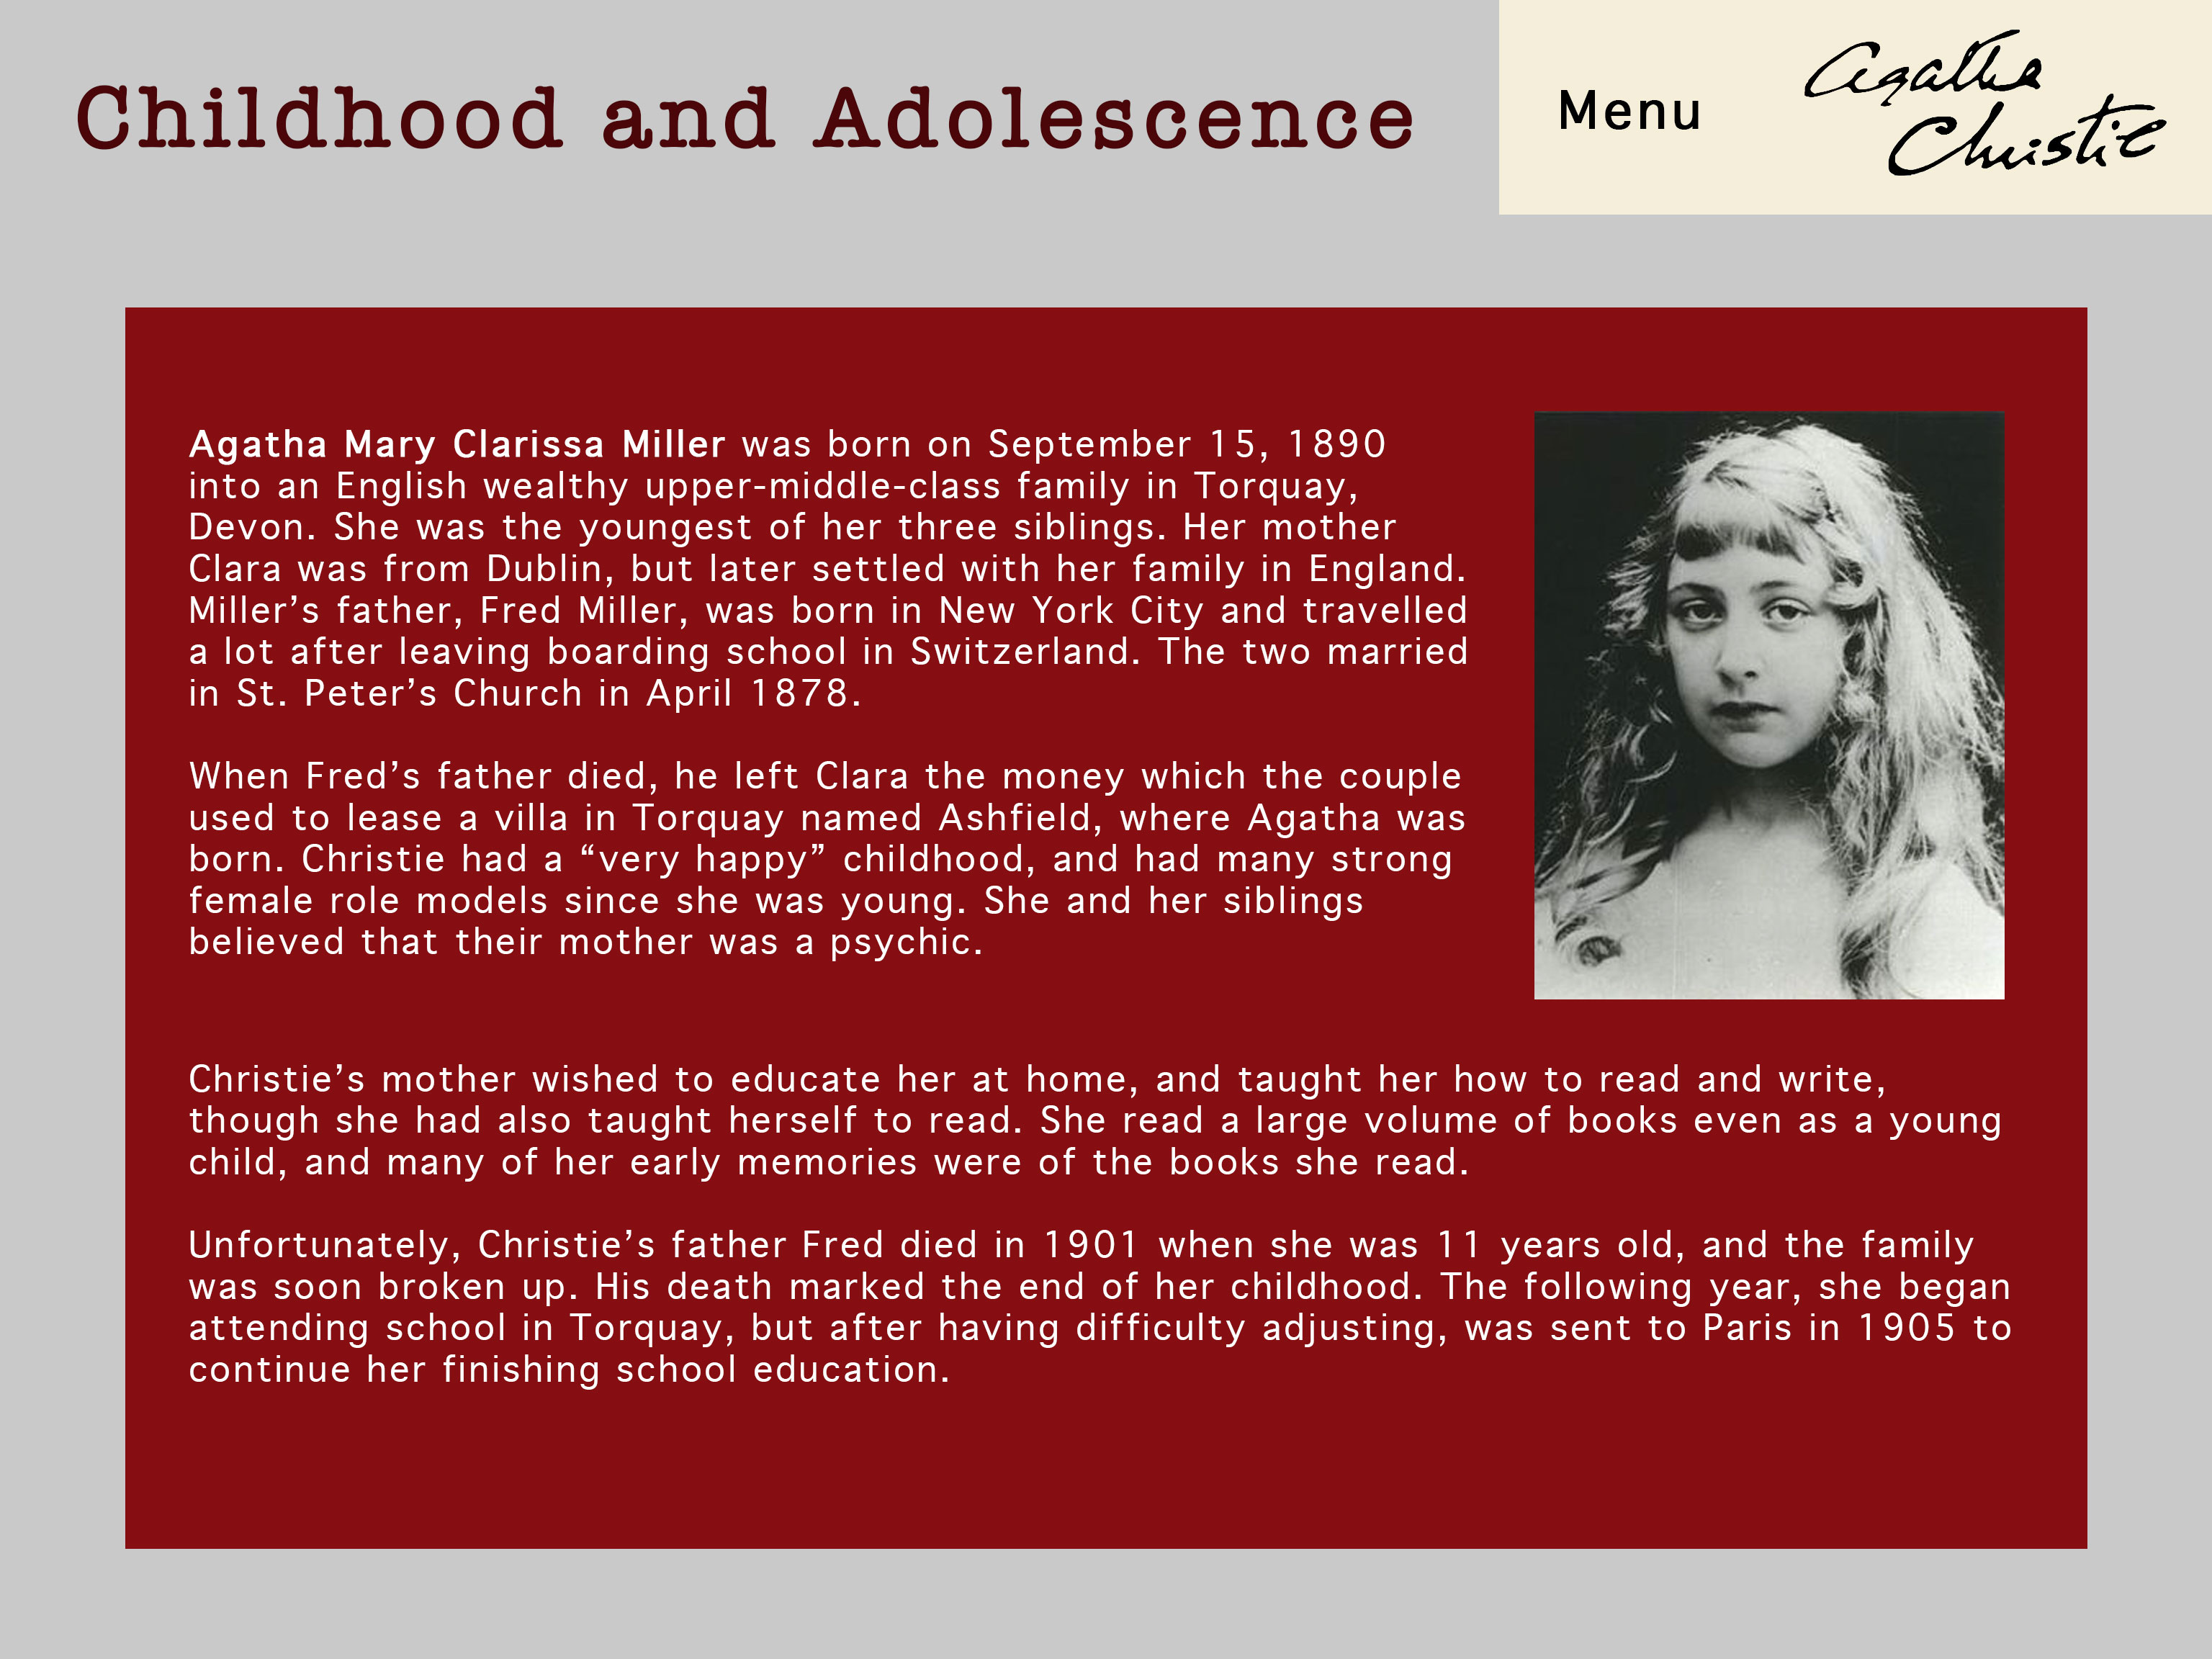 Childhood and Adolescence
Menu
Agatha
Christie
Agatha Mary Clarissa Miller was born on September 15, 1890
into an English wealthy upper-middle-class family in Torquay,
Devon. She was the youngest of her three siblings. Her mother
Clara was from Dublin, but later settled with her family in England.
Miller’s father, Fred Miller, was born in New York City and travelled
a lot after leaving boarding school in Switzerland. The two married
in St. Peter’s Church in April 1878.
When Fred’s father died, he left Clara the money which the couple
used to lease a villa in Torquay named Ashfield, where Agatha was
born. Christie had a “very happy” childhood, and had many strong
female role models since she was young. She and her siblings
believed that their mother was a psychic.
Christie’s mother wished to educate her at home, and taught her how to read and write,
though she had also taught herself to read. She read a large volume of books even as a young
child, and many of her early memories were of the books she read.
Unfortunately, Christie’s father Fred died in 1901 when she was 11 years old, and the family
was soon broken up. His death marked the end of her childhood. The following year, she began
attending school in Torquay, but after having difficulty adjusting, was sent to Paris in 1905 to
continue her finishing school education.